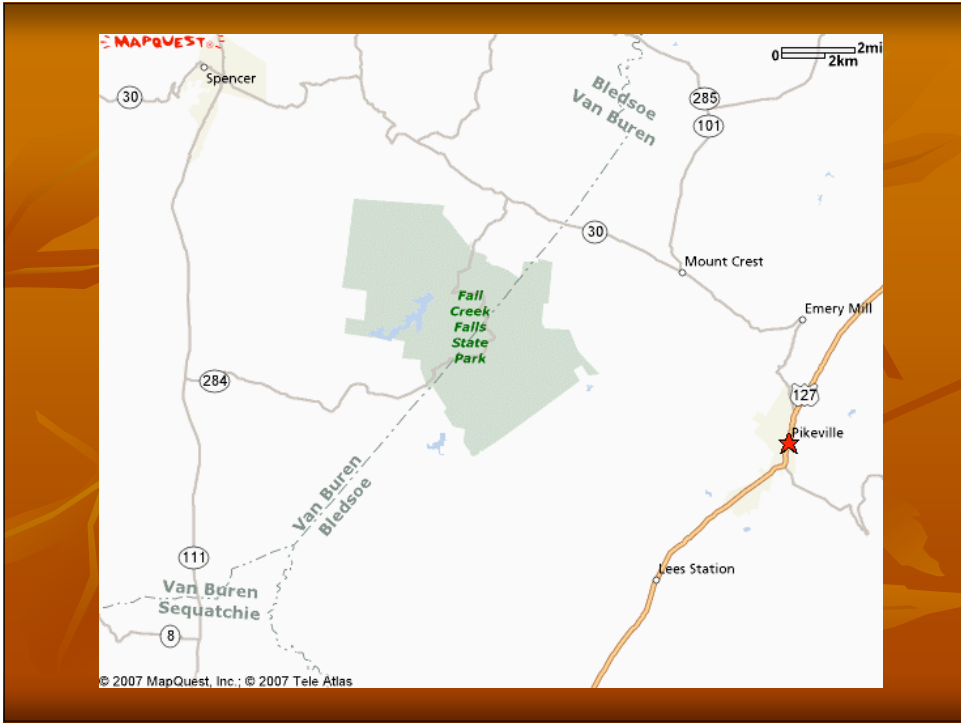 MAPQUEST
0 2mi
2km
Spencer
30
Bledsoe
Van Buren
285
101
30
Mount Crest
Fall
Creek
Falls
State
Park
Emery Mill
284
127
Pikeville
Van Buren
Bledsoe
111
Van Buren
Sequatchie
8
Lees Station
© 2007 MapQuest, Inc.; © 2007 Tele Atlas